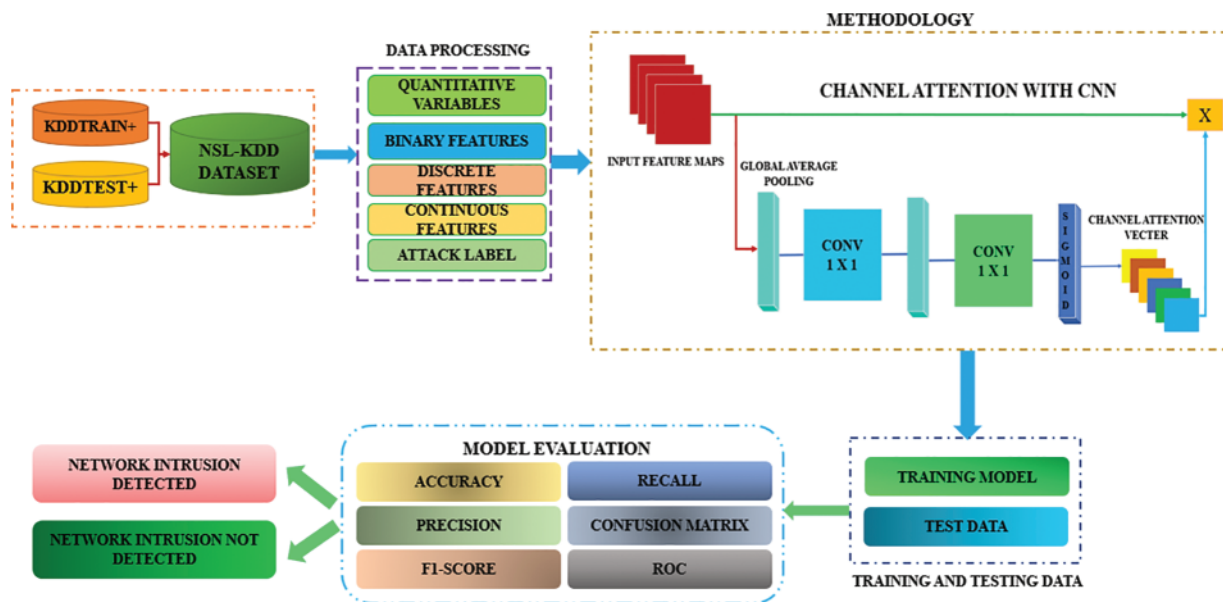 METHODOLOGY
DATA PROCESSING
KDDTRAIN+
KDDTEST+
NSL-KDD
DATASET
QUANTITATIVE
VARIABLES
BINARY FEATURES
DISCRETE
FEATURES
CONTINUOUS
FEATURES
ATTACK LABEL
CHANNEL ATTENTION WITH CNN
X
INPUT FEATURE MAPS
GLOBAL AVERAGE
POOLING
CONV
1 X 1
CONV
1 X 1
SIGMOID
CHANNEL ATTENTION
VECTER
NETWORK INTRUSION
DETECTED
NETWORK INTRUSION NOT
DETECTED
MODEL EVALUATION
ACCURACY
RECALL
PRECISION
CONFUSION MATRIX
F1-SCORE
ROC
TRAINING MODEL
TEST DATA
TRAINING AND TESTING DATA